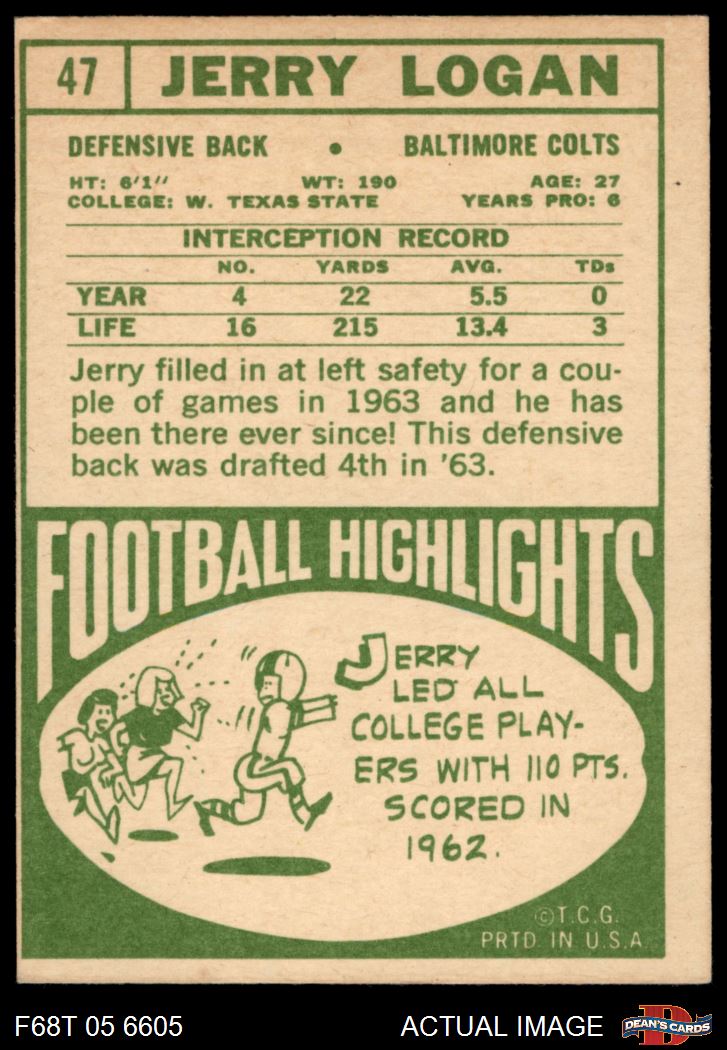 47 JERRY LOGAN
DEFENSIVE BACK • BALTIMORE COLTS
HT: 6'1" WT: 190 AGE: 27
COLLEGE: W. TEXAS STATE YEARS PRO: 6
INTERCEPTION RECORD
NO. YARDS AVG. TDs
YEAR 4 22 5.5 0
LIFE 16 215 13.4 3
Jerry filled in at left safety for a cou-
ple of games in 1963 and he has
been there ever since! This defensive
back was drafted 4th in '63.
FOOTBALL HIGHLIGHTS
JERRY
LED ALL
COLLEGE PLAY-
ERS WITH 110 PTS.
SCORED IN
1962.
©T.C.G.
PRTD. IN U.S.A.
F68T 05 6605 ACTUAL IMAGE
D
DEAN'S CARDS